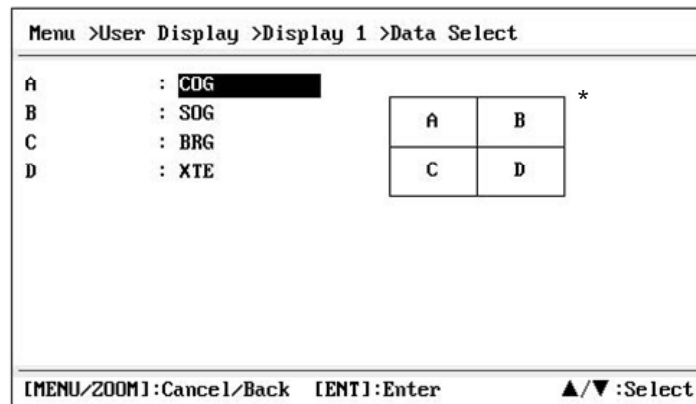 Menu >User Display >Display 1 >Data Select
A : COG
B : SOG
C : BRG
D : XTE
*
A B
C D
[MENU/ZOOM]:Cancel/Back [ENT]:Enter ▲/▼:Select